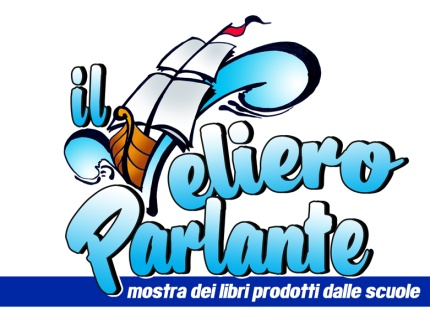 il
Veliero
Parlante
mostra dei libri prodotti dalle scuole